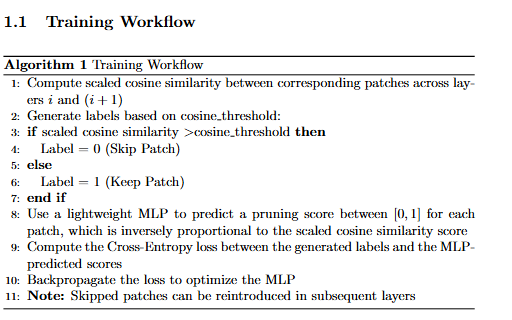 1.1 Training Workflow
Algorithm 1 Training Workflow
1: Compute scaled cosine similarity between corresponding patches across lay-
ers i and (i + 1)
2: Generate labels based on cosine_threshold:
3: if scaled cosine similarity >cosine_threshold then
4: Label = 0 (Skip Patch)
5: else
6: Label = 1 (Keep Patch)
7: end if
8: Use a lightweight MLP to predict a pruning score between [0, 1] for each
patch, which is inversely proportional to the scaled cosine similarity score
9: Compute the Cross-Entropy loss between the generated labels and the MLP-
predicted scores
10: Backpropagate the loss to optimize the MLP
11: Note: Skipped patches can be reintroduced in subsequent layers